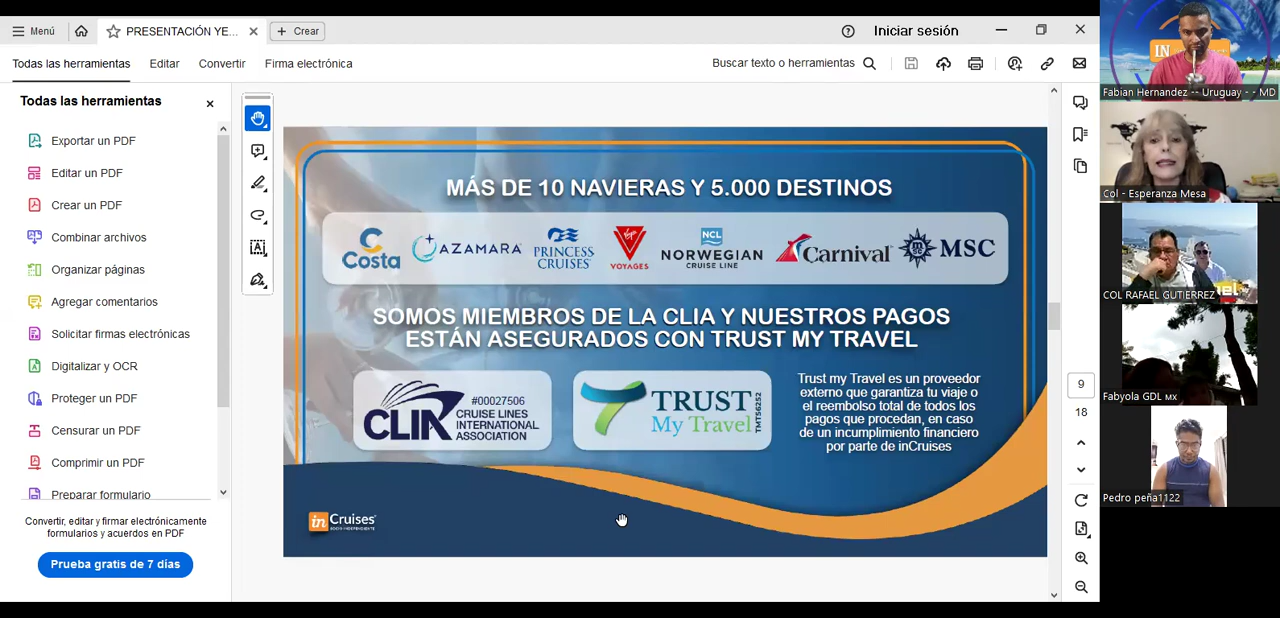 Menú
PRESENTACIÓN YE...
Crear
Iniciar sesión
Todas las herramientas
Editar
Convertir
Firma electrónica
Buscar texto o herramientas
Todas las herramientas
Exportar un PDF
Editar un PDF
Crear un PDF
Combinar archivos
Organizar páginas
Agregar comentarios
Solicitar firmas electrónicas
Digitalizar y OCR
Proteger un PDF
Censurar un PDF
Comprimir un PDF
Preparar formulario
Convertir, editar y firmar electrónicamente
formularios y acuerdos en PDF
Prueba gratis de 7 días
MÁS DE 10 NAVIERAS Y 5.000 DESTINOS
Costa
AZAMARA
PRINCESS
CRUISES
VOYAGES
NCL
NORWEGIAN
CRUISE LINE
Carnival
MSC
SOMOS MIEMBROS DE LA CLIA Y NUESTROS PAGOS
ESTÁN ASEGURADOS CON TRUST MY TRAVEL
CLIA
#00027506
CRUISE LINES
INTERNATIONAL
ASSOCIATION
TRUST
My Travel
TMT56252
Trust my Travel es un proveedor
externo que garantiza tu viaje o
el reembolso total de todos los
pagos que procedan, en caso
de un incumplimiento financiero
por parte de inCruises
inCruises
SOCIO INDEPENDIENTE
9
18
Fabian Hernandez -- Uruguay - - MD
Col - Esperanza Mesa
COL RAFAEL GUTIERREZ
Fabyola GDL MX
Pedro peña1122